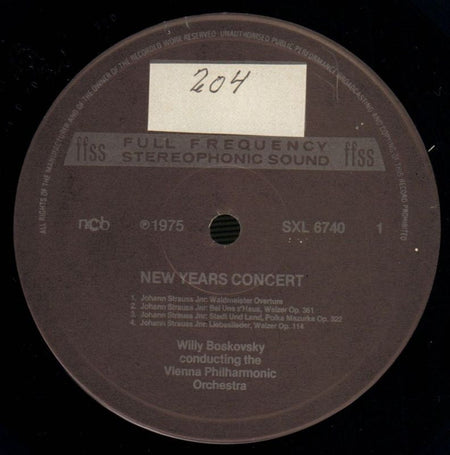 ALL RIGHTS OF THE MANUFACTURER AND OF THE OWNER OF THE RECORDED WORK RESERVED · UNAUTHORISED PUBLIC PERFORMANCE, BROADCASTING AND COPYING OF THIS RECORD PROHIBITED
204
ffss FULL FREQUENCY STEREOPHONIC SOUND ffss
ncb ℗1975 SXL 6740 1
NEW YEARS CONCERT
1. Johann Strauss Jnr: Waldmeister Overture
2. Johann Strauss Jnr: Bei Uns z'Haus, Walzer Op. 361
3. Johann Strauss Jnr: Stadt Und Land, Polka Mazurka Op. 322
4. Johann Strauss Jnr: Liebeslieder, Walzer Op. 114
Willy Boskovsky
conducting the
Vienna Philharmonic
Orchestra